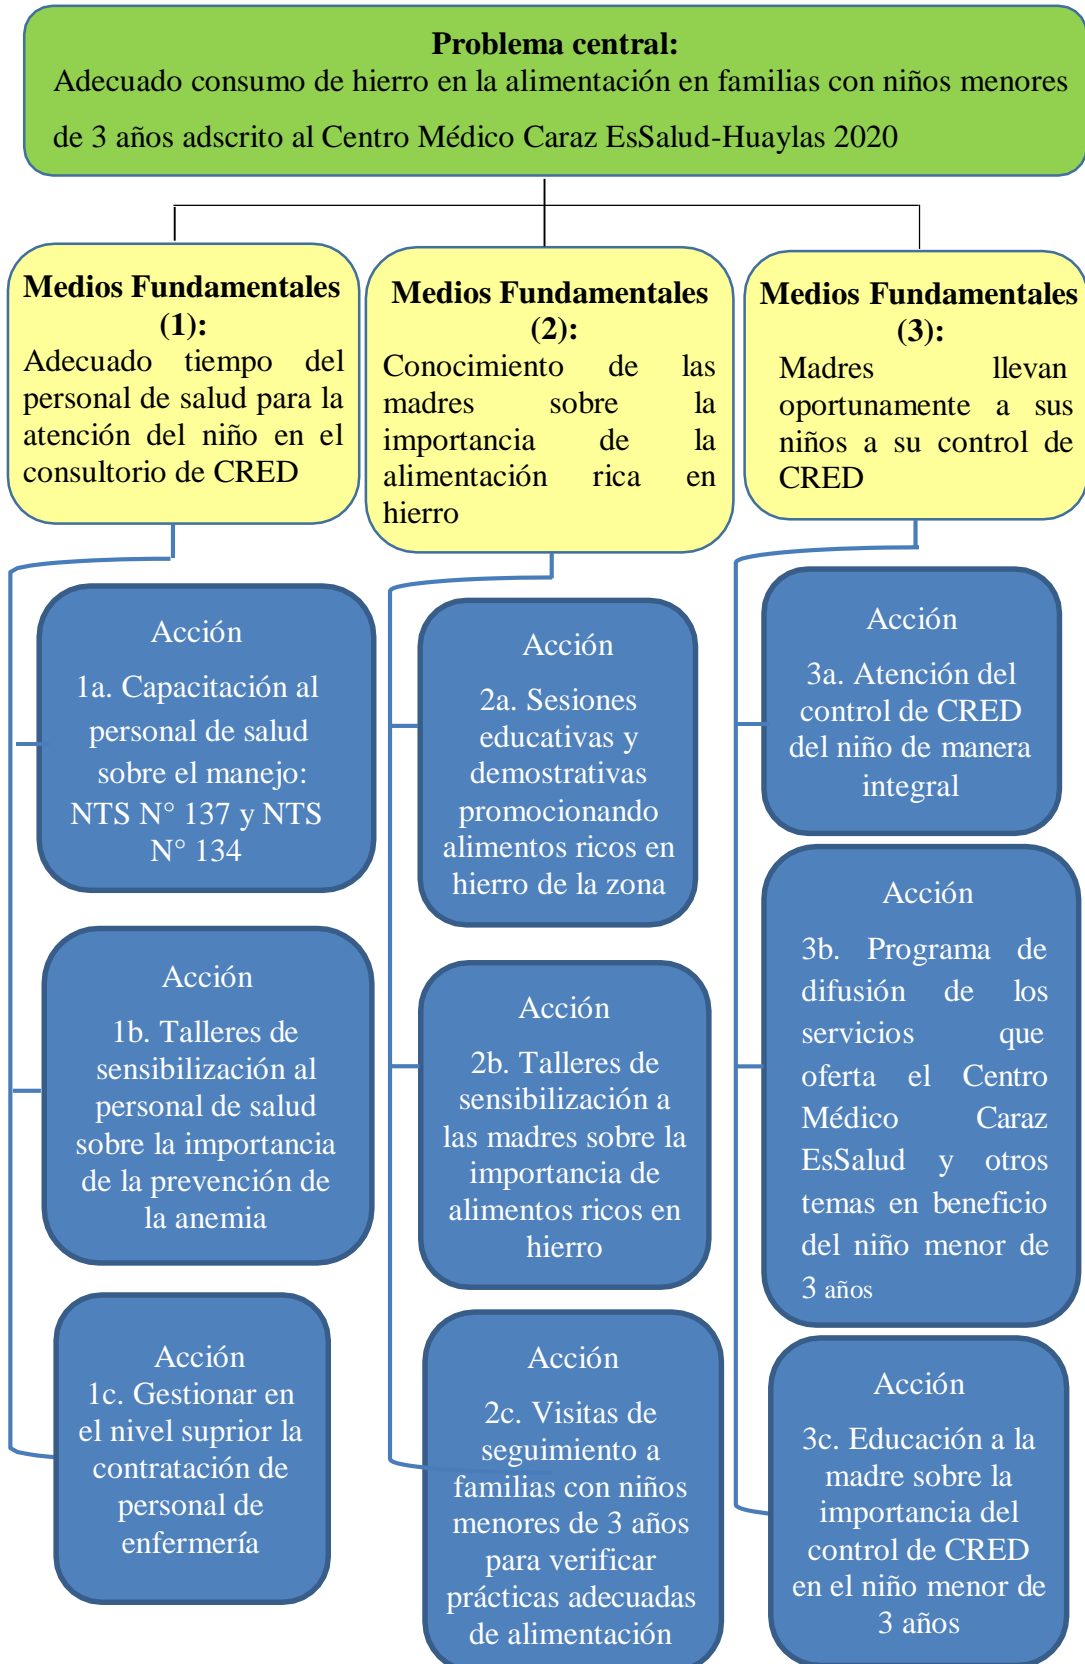 Problema central:
Adecuado consumo de hierro en la alimentación en familias con niños menores
de 3 años adscrito al Centro Médico Caraz EsSalud-Huaylas 2020
Medios Fundamentales
(1):
Adecuado tiempo del
personal de salud para la
atención del niño en el
consultorio de CRED
Medios Fundamentales
(2):
Conocimiento de las
madres sobre la
importancia de la
alimentación rica en
hierro
Medios Fundamentales
(3):
Madres llevan
oportunamente a sus
niños a su control de
CRED
Acción
1a. Capacitación al
personal de salud
sobre el manejo:
NTS N° 137 y NTS
N° 134
Acción
1b. Talleres de
sensibilización al
personal de salud
sobre la importancia
de la prevención de
la anemia
Acción
1c. Gestionar en
el nivel suprior la
contratación de
personal de
enfermería
Acción
2a. Sesiones
educativas y
demostrativas
promocionando
alimentos ricos en
hierro de la zona
Acción
2b. Talleres de
sensibilización a
las madres sobre la
importancia de
alimentos ricos en
hierro
Acción
2c. Visitas de
seguimiento a
familias con niños
menores de 3 años
para verificar
prácticas adecuadas
de alimentación
Acción
3a. Atención del
control de CRED
del niño de manera
integral
Acción
3b. Programa de
difusión de los
servicios que
oferta el Centro
Médico Caraz
EsSalud y otros
temas en beneficio
del niño menor de
3 años
Acción
3c. Educación a la
madre sobre la
importancia del
control de CRED
en el niño menor de
3 años